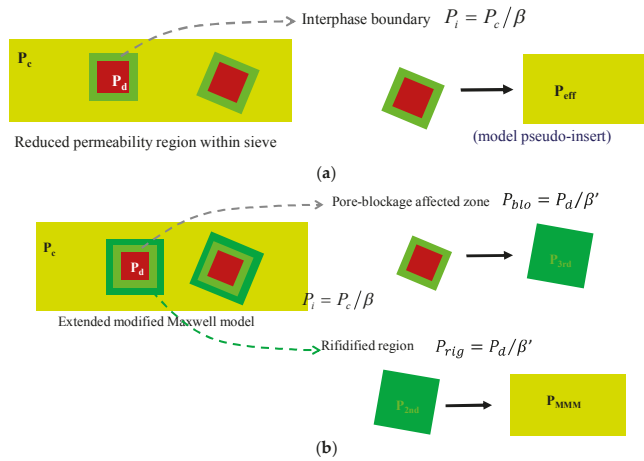 Interphase boundary P_i = P_c/β
P_c
P_d
P_eff
Reduced permeability region within sieve
(model pseudo-insert)
(a)
Pore-blockage affected zone P_blo = P_d/β′
P_c
P_d
P_3rd
P_i = P_c/β
Extended modified Maxwell model
Rifidified region P_rig = P_d/β′
P_2nd
P_MMM
(b)